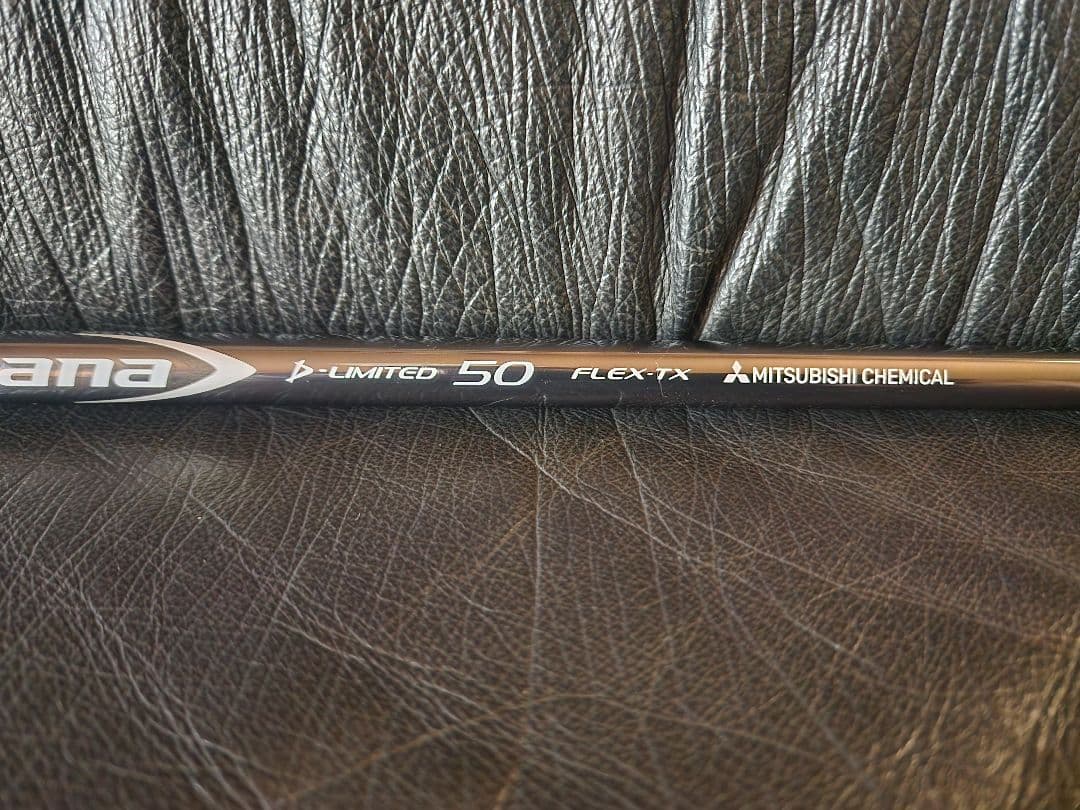 ana D-LIMITED 50 FLEX-TX MITSUBISHI CHEMICAL